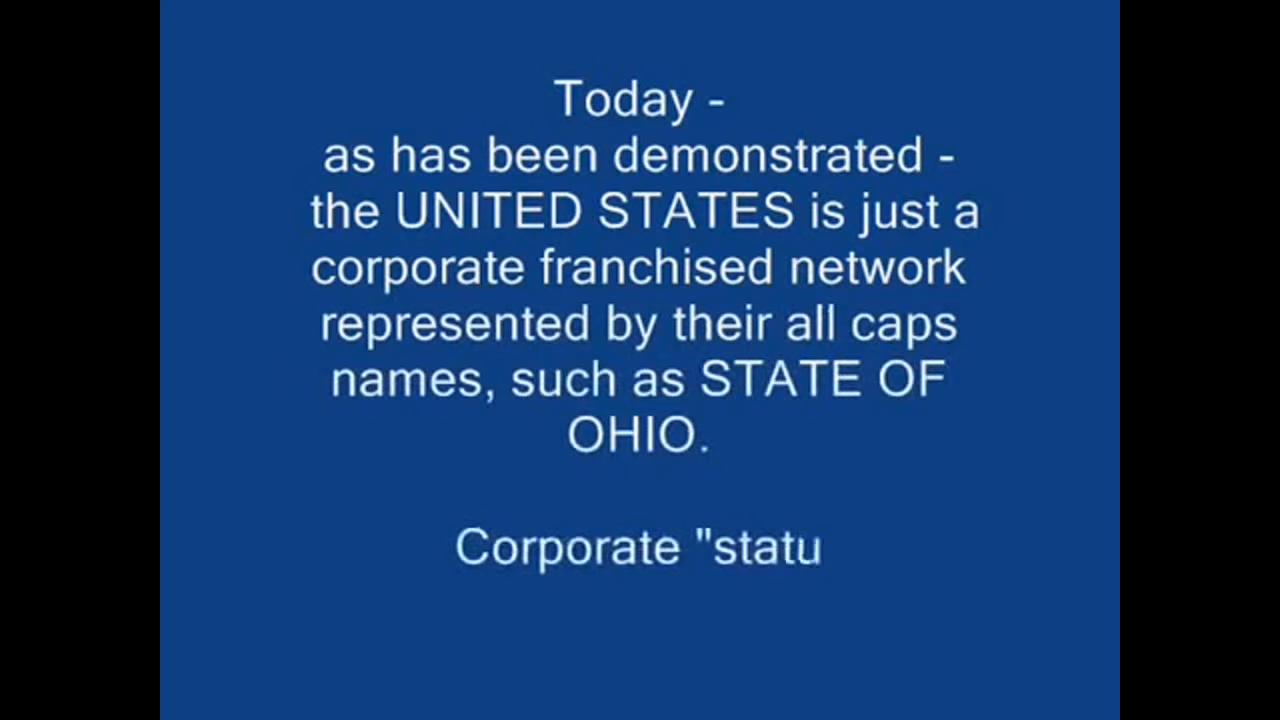 Today -
as has been demonstrated -
the UNITED STATES is just a
corporate franchised network
represented by their all caps
names, such as STATE OF
OHIO.
Corporate "statu